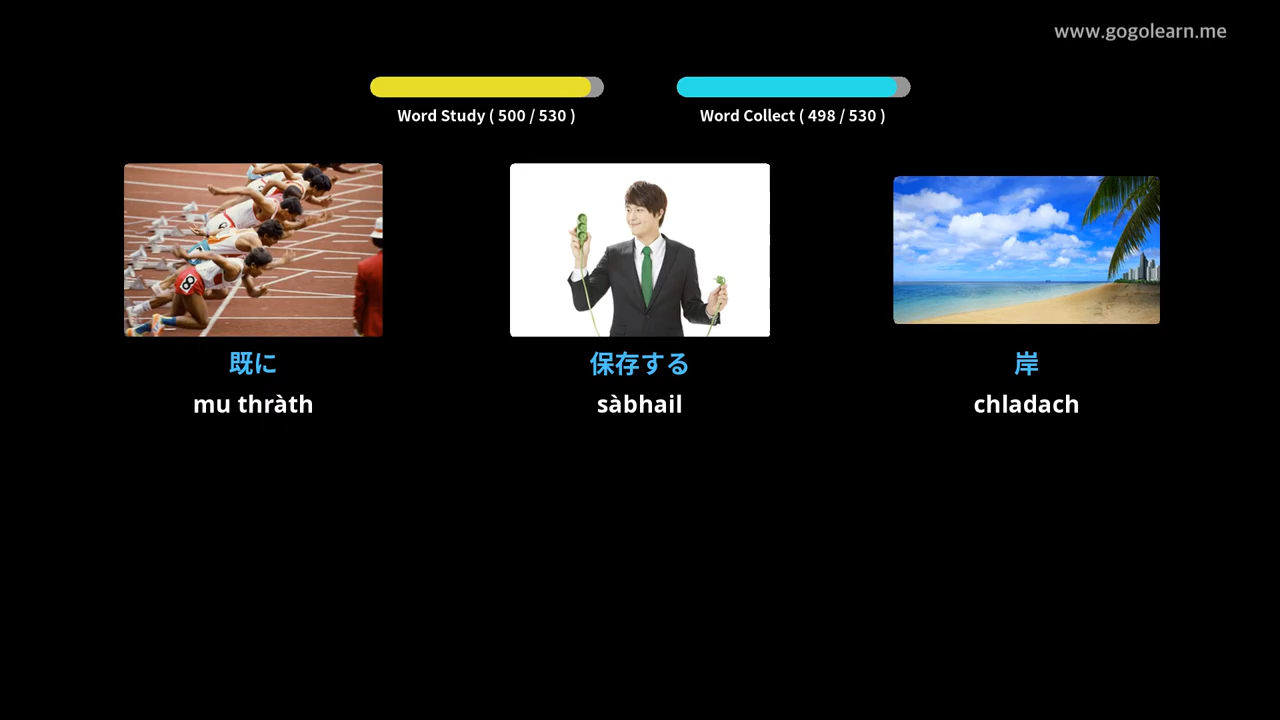 www.gogolearn.me
Word Study ( 500 / 530 )
Word Collect ( 498 / 530 )
8
既に
保存する
岸
mu thràth
sàbhail
chladach